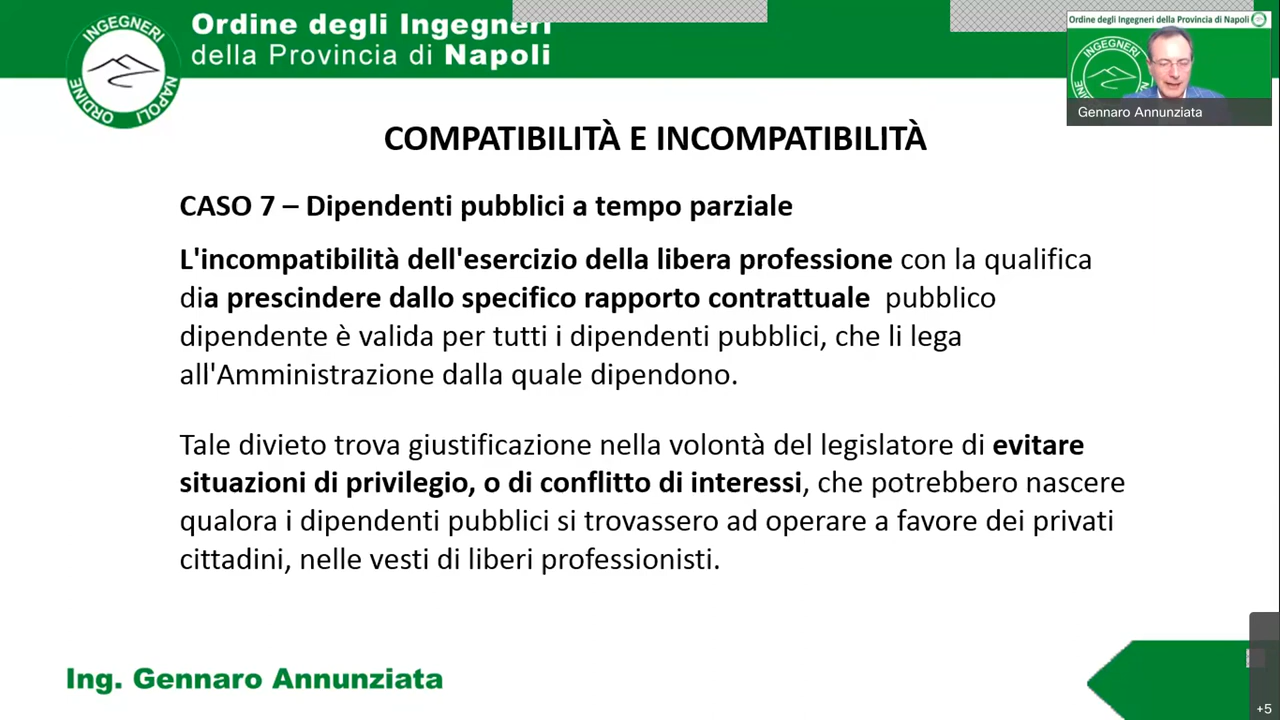 Ordine degli Ingegneri
della Provincia di Napoli
INGEGNERI
ORDINE NAPOLI
Ordine degli Ingegneri della Provincia di Napoli
INGEGNERI
Gennaro Annunziata
COMPATIBILITÀ E INCOMPATIBILITÀ
CASO 7 – Dipendenti pubblici a tempo parziale
L'incompatibilità dell'esercizio della libera professione con la qualifica
dia prescindere dallo specifico rapporto contrattuale pubblico
dipendente è valida per tutti i dipendenti pubblici, che li lega
all'Amministrazione dalla quale dipendono.
Tale divieto trova giustificazione nella volontà del legislatore di evitare
situazioni di privilegio, o di conflitto di interessi, che potrebbero nascere
qualora i dipendenti pubblici si trovassero ad operare a favore dei privati
cittadini, nelle vesti di liberi professionisti.
Ing. Gennaro Annunziata
+5